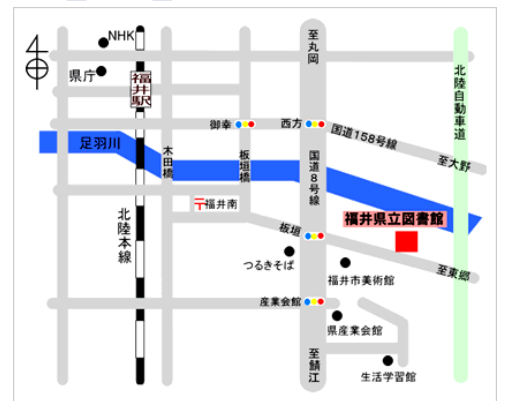 NHK
県庁
福井駅
至丸岡
北陸自動車道
御幸
西方
国道158号線
至大野
足羽川
木田橋
板垣橋
国道8号線
〒福井南
福井県立図書館
北陸本線
板垣
つるきそば
福井市美術館
至東郷
産業会館
県産業会館
至鯖江
生活学習館